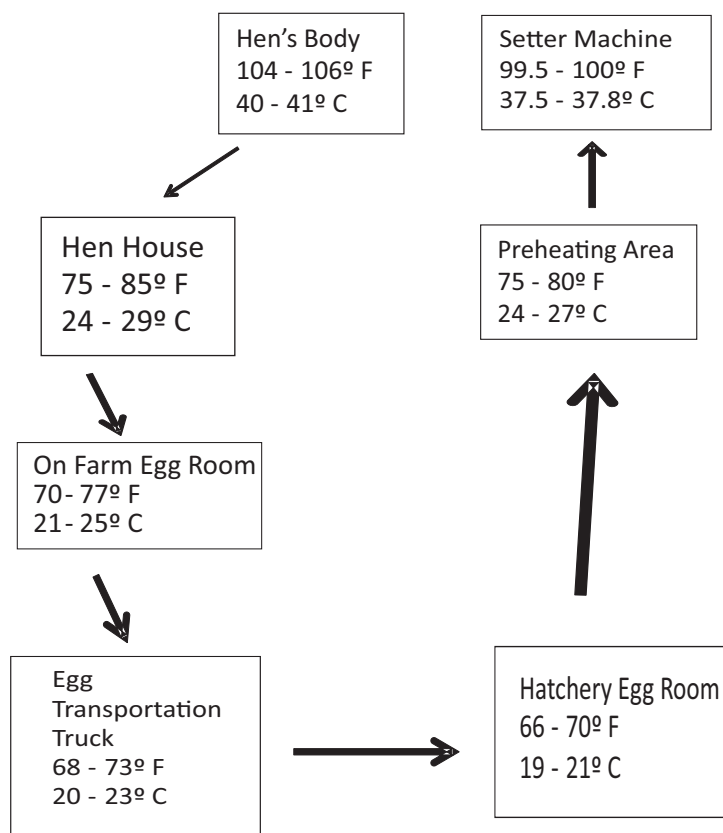 Hen's Body
104 - 106º F
40 - 41º C
Hen House
75 - 85º F
24 - 29º C
On Farm Egg Room
70 - 77º F
21 - 25º C
Egg
Transportation
Truck
68 - 73º F
20 - 23º C
Hatchery Egg Room
66 - 70º F
19 - 21º C
Preheating Area
75 - 80º F
24 - 27º C
Setter Machine
99.5 - 100º F
37.5 - 37.8º C